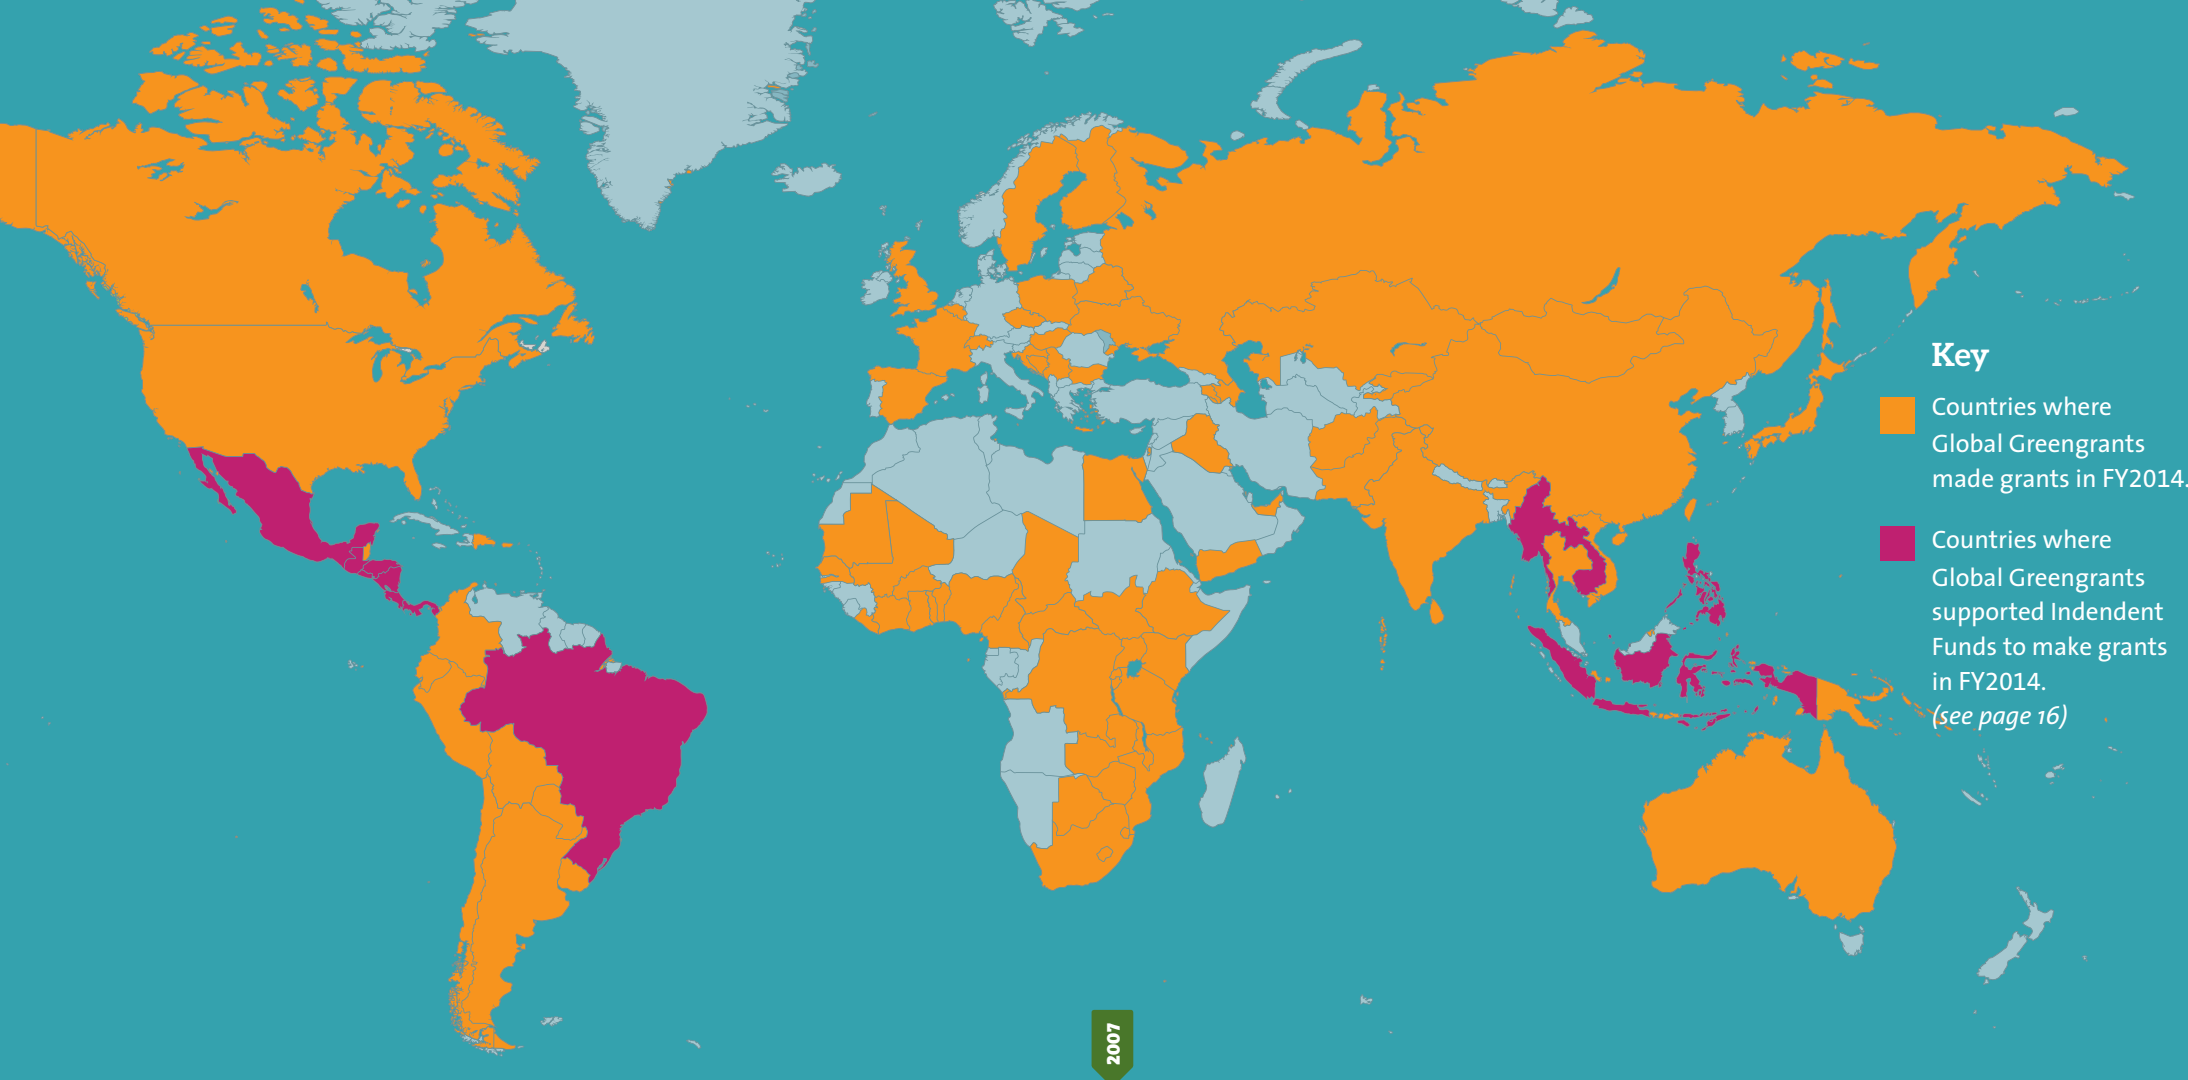 Key
Countries where
Global Greengrants
made grants in FY2014.
Countries where
Global Greengrants
supported Indendent
Funds to make grants
in FY2014.
(see page 16)
2007